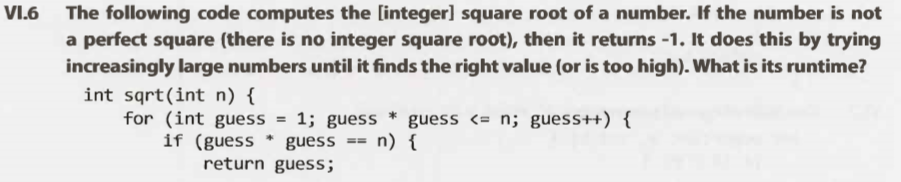 VI.6 The following code computes the [integer] square root of a number. If the number is not
a perfect square (there is no integer square root), then it returns -1. It does this by trying
increasingly large numbers until it finds the right value (or is too high). What is its runtime?
int sqrt(int n) {
for (int guess = 1; guess * guess <= n; guess++) {
if (guess * guess == n) {
return guess;